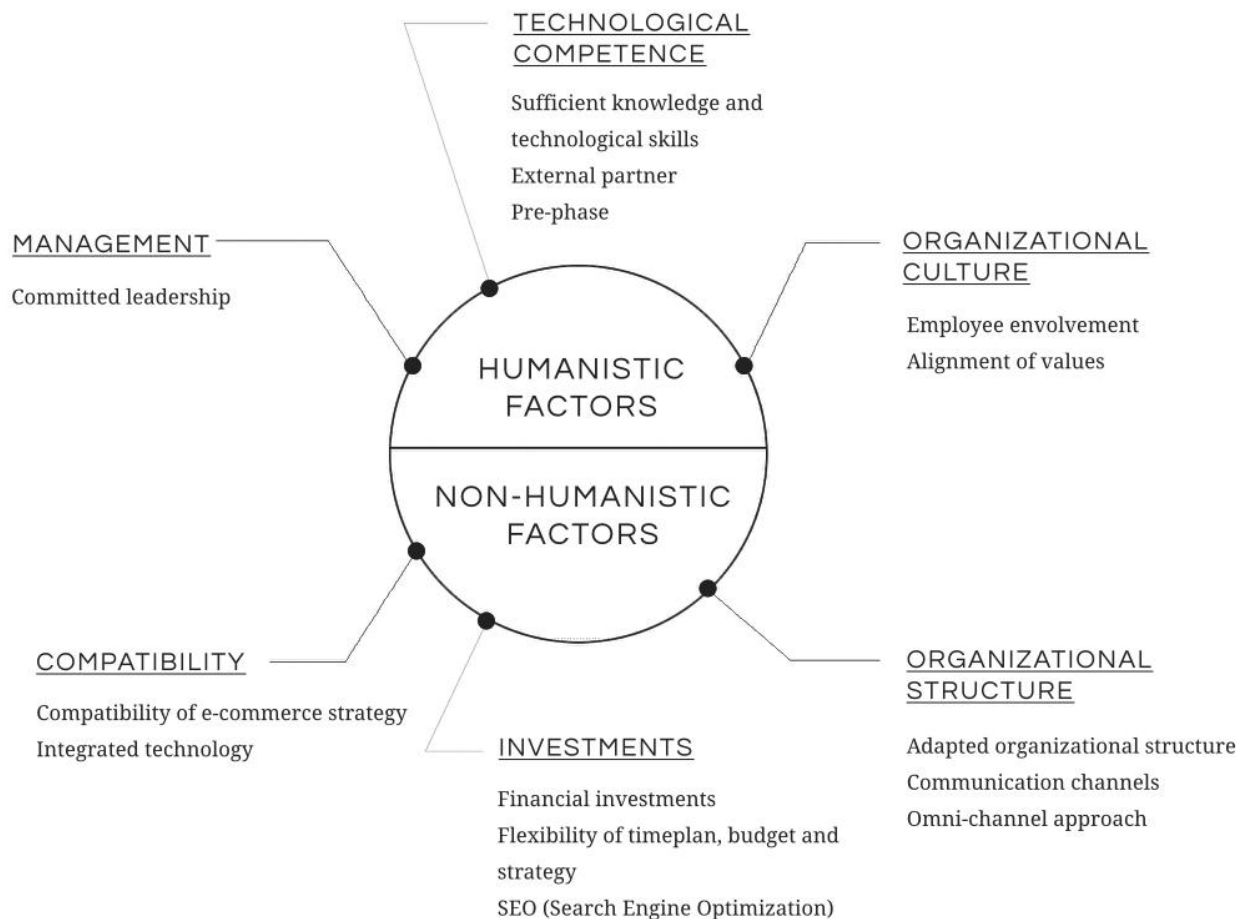 TECHNOLOGICAL
COMPETENCE
Sufficient knowledge and
technological skills
External partner
Pre-phase
MANAGEMENT
Committed leadership
ORGANIZATIONAL
CULTURE
Employee envolvement
Alignment of values
HUMANISTIC
FACTORS
NON-HUMANISTIC
FACTORS
COMPATIBILITY
Compatibility of e-commerce strategy
Integrated technology
INVESTMENTS
Financial investments
Flexibility of timeplan, budget and
strategy
SEO (Search Engine Optimization)
ORGANIZATIONAL
STRUCTURE
Adapted organizational structure
Communication channels
Omni-channel approach